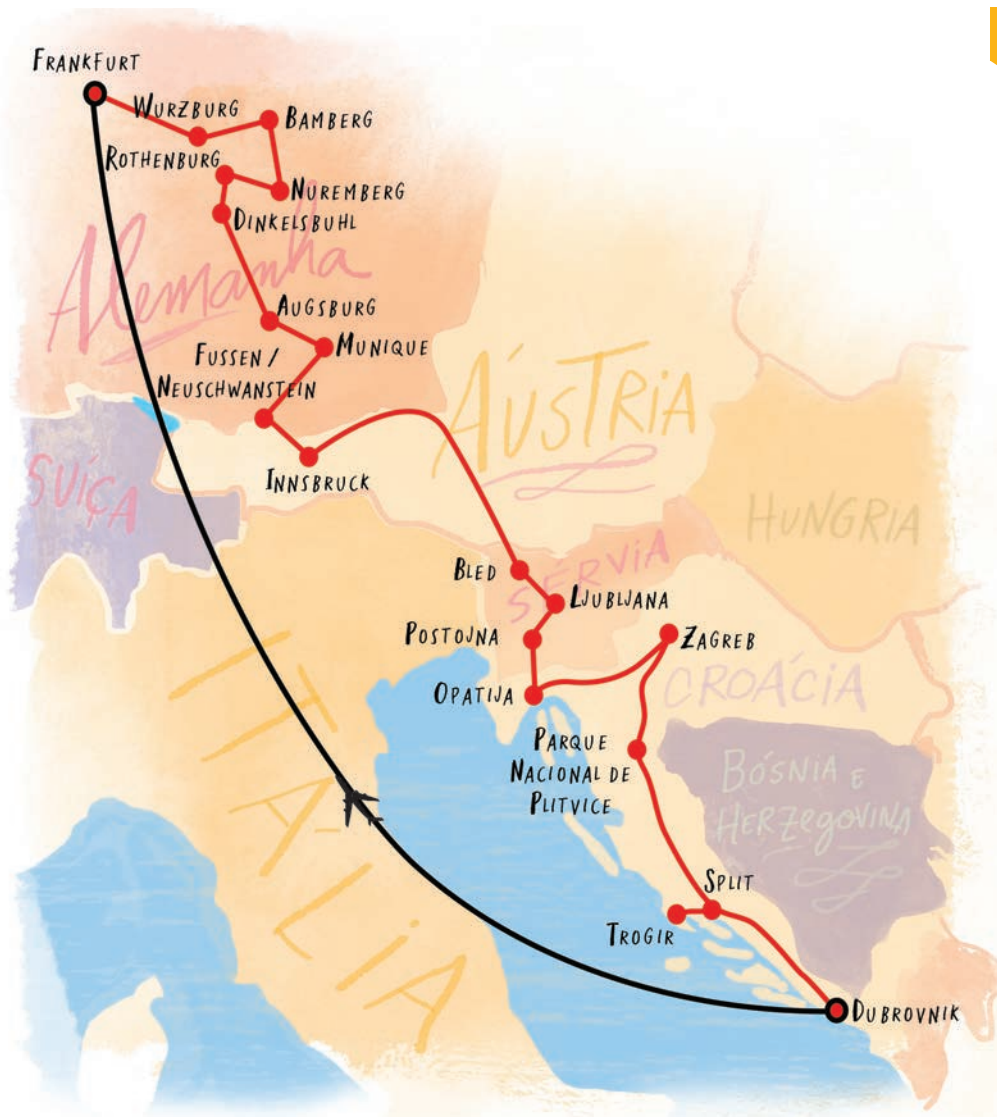 Frankfurt
Wurzburg
Bamberg
Rothenburg
Nuremberg
Dinkelsbuhl
Alemanha
Augsburg
Munique
Fussen /
Neuschwanstein
Áústria
Innsbruck
Suíça
Hungria
Bled
Sérvia
Ljubljana
Postojna
Zagreb
Opatija
Croácia
Parque
Nacional de
Plitvice
Itália
Bósnia e
Herzegovina
Split
Trogir
Dubrovnik